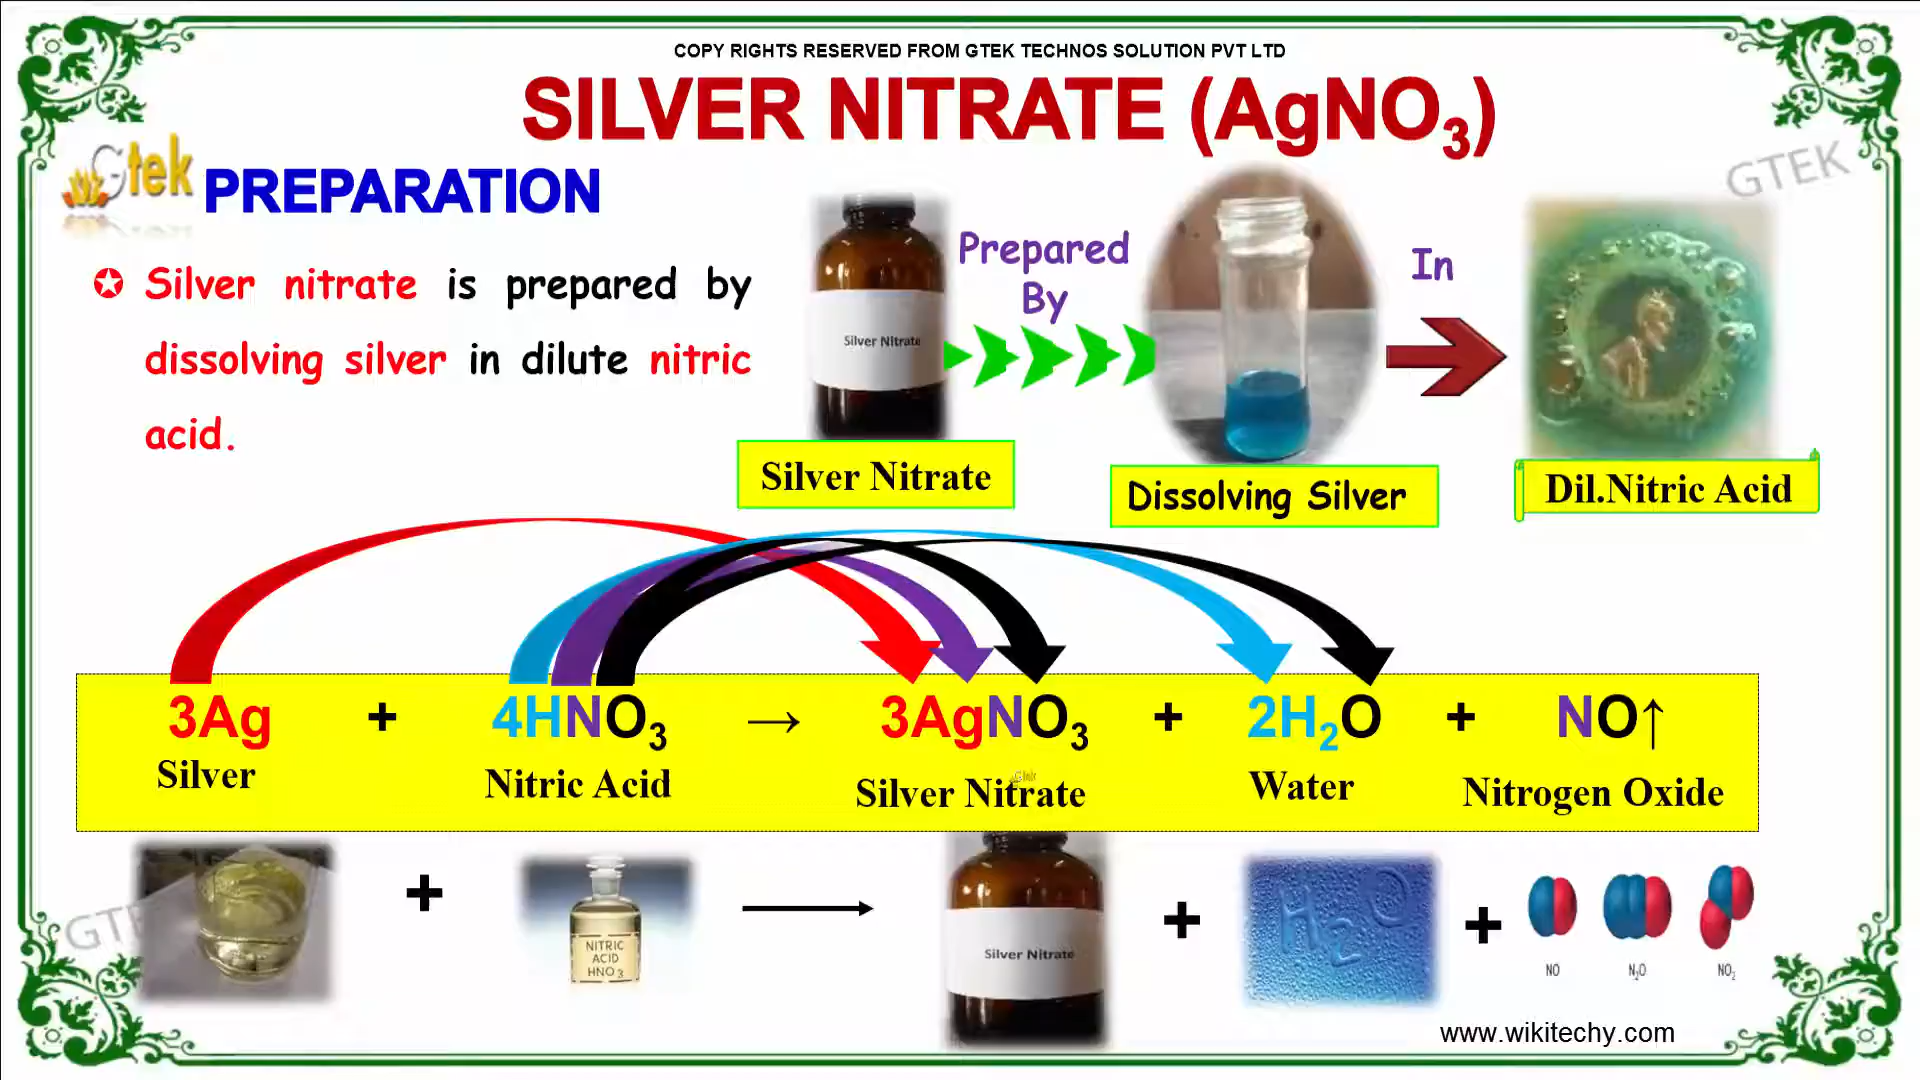 COPY RIGHTS RESERVED FROM GTEK TECHNOS SOLUTION PVT LTD
SILVER NITRATE (AgNO₃)
Gtek
GTEK
PREPARATION
Silver nitrate is prepared by
dissolving silver in dilute nitric
acid.
Silver Nitrate
Prepared
By
In
Silver Nitrate
Dissolving Silver
Dil.Nitric Acid
3Ag + 4HNO₃ → 3AgNO₃ + 2H₂O + NO↑
Silver Nitric Acid Silver Nitrate Water Nitrogen Oxide
Gtek
+ + +
NITRIC
ACID
HNO₃
Silver Nitrate
H₂O
NO N₂O NO₂
GTEK
www.wikitechy.com